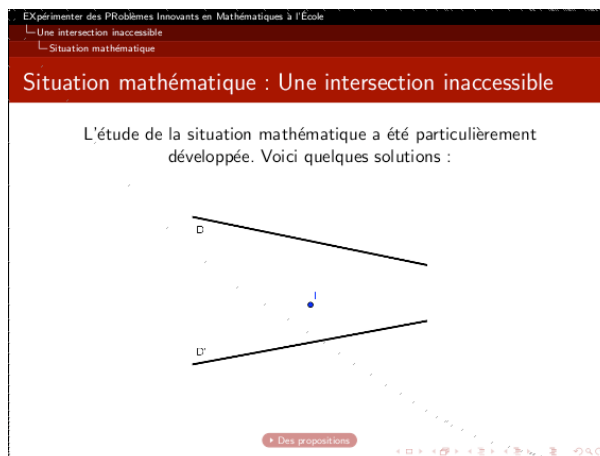 EXpérimenter des PRoblèmes Innovants en Mathématiques à l'École
Une intersection inaccessible
Situation mathématique
Situation mathématique : Une intersection inaccessible
L'étude de la situation mathématique a été particulièrement
développée. Voici quelques solutions :
D
I
D'
Des propositions